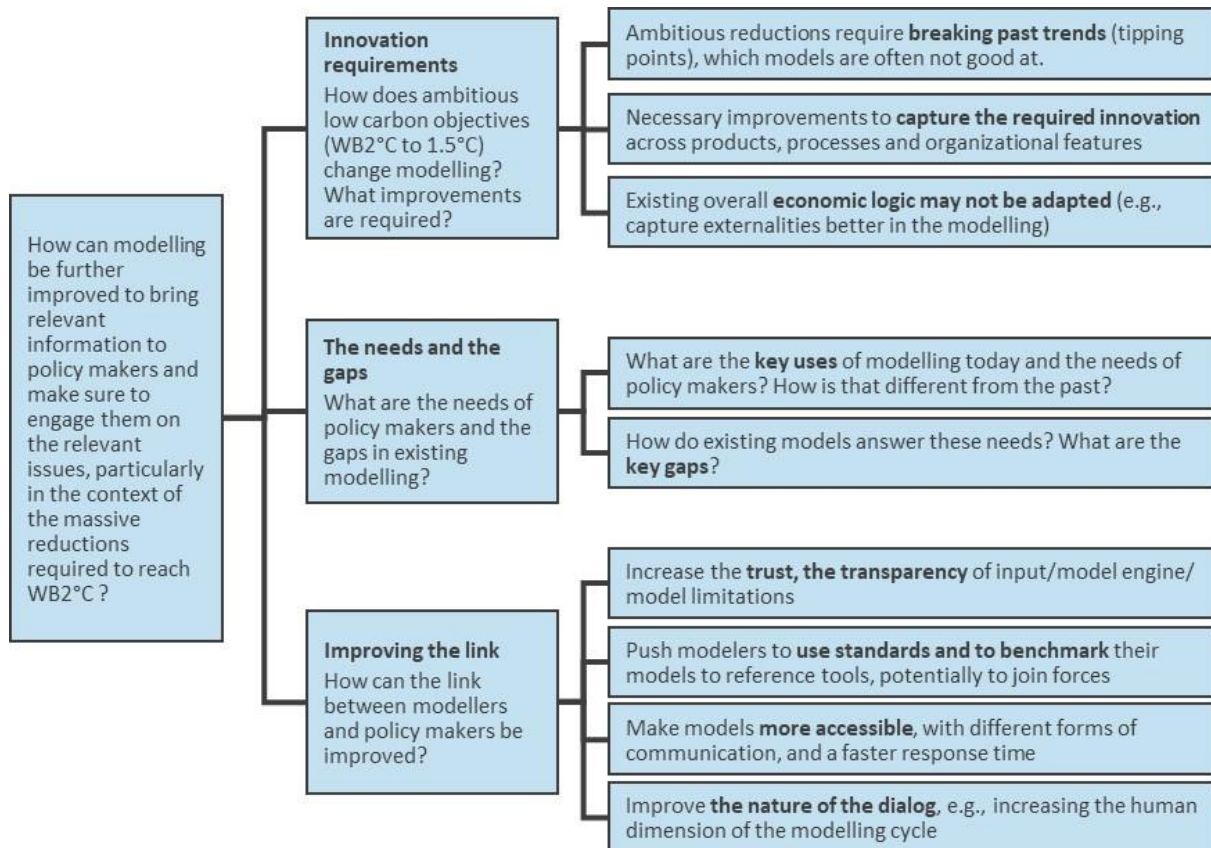 How can modelling
be further
improved to bring
relevant
information to
policy makers and
make sure to
engage them on
the relevant
issues, particularly
in the context of
the massive
reductions
required to reach
WB2°C ?
Innovation
requirements
How does ambitious
low carbon objectives
(WB2°C to 1.5°C)
change modelling?
What improvements
are required?
Ambitious reductions require breaking past trends (tipping
points), which models are often not good at.
Necessary improvements to capture the required innovation
across products, processes and organizational features
Existing overall economic logic may not be adapted (e.g.,
capture externalities better in the modelling)
The needs and the
gaps
What are the needs of
policy makers and the
gaps in existing
modelling?
What are the key uses of modelling today and the needs of
policy makers? How is that different from the past?
How do existing models answer these needs? What are the
key gaps?
Improving the link
How can the link
between modellers
and policy makers be
improved?
Increase the trust, the transparency of input/model engine/
model limitations
Push modelers to use standards and to benchmark their
models to reference tools, potentially to join forces
Make models more accessible, with different forms of
communication, and a faster response time
Improve the nature of the dialog, e.g., increasing the human
dimension of the modelling cycle